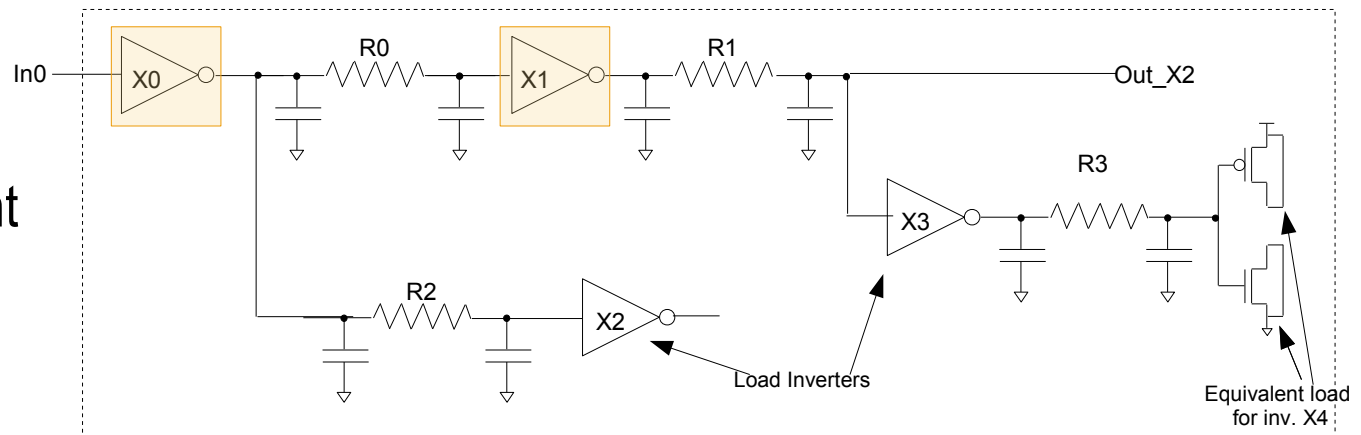 In0
X0
R0
X1
R1
Out_X2
R3
X3
R2
X2
Load Inverters
Equivalent load
for inv. X4